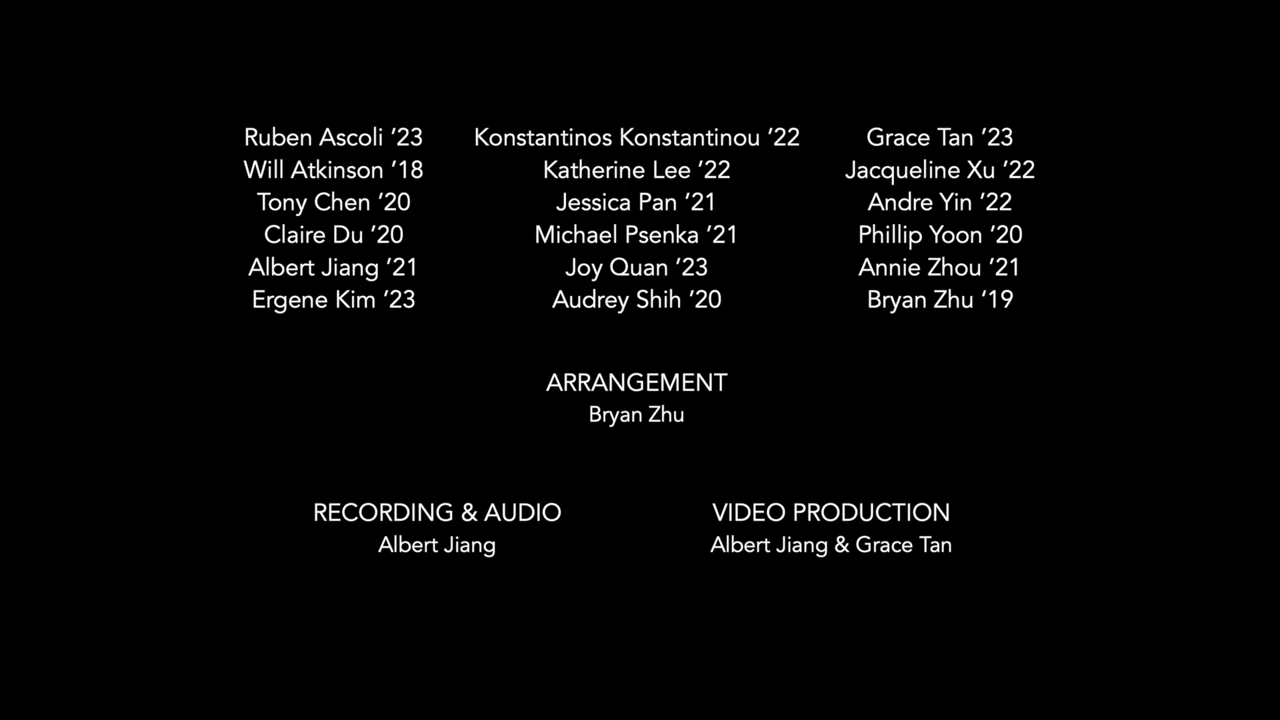 Ruben Ascoli ’23
Will Atkinson ’18
Tony Chen ’20
Claire Du ’20
Albert Jiang ’21
Ergene Kim ’23
Konstantinos Konstantinou ’22
Katherine Lee ’22
Jessica Pan ’21
Michael Psenka ’21
Joy Quan ’23
Audrey Shih ’20
Grace Tan ’23
Jacqueline Xu ’22
Andre Yin ’22
Phillip Yoon ’20
Annie Zhou ’21
Bryan Zhu ’19
ARRANGEMENT
Bryan Zhu
RECORDING & AUDIO
Albert Jiang
VIDEO PRODUCTION
Albert Jiang & Grace Tan